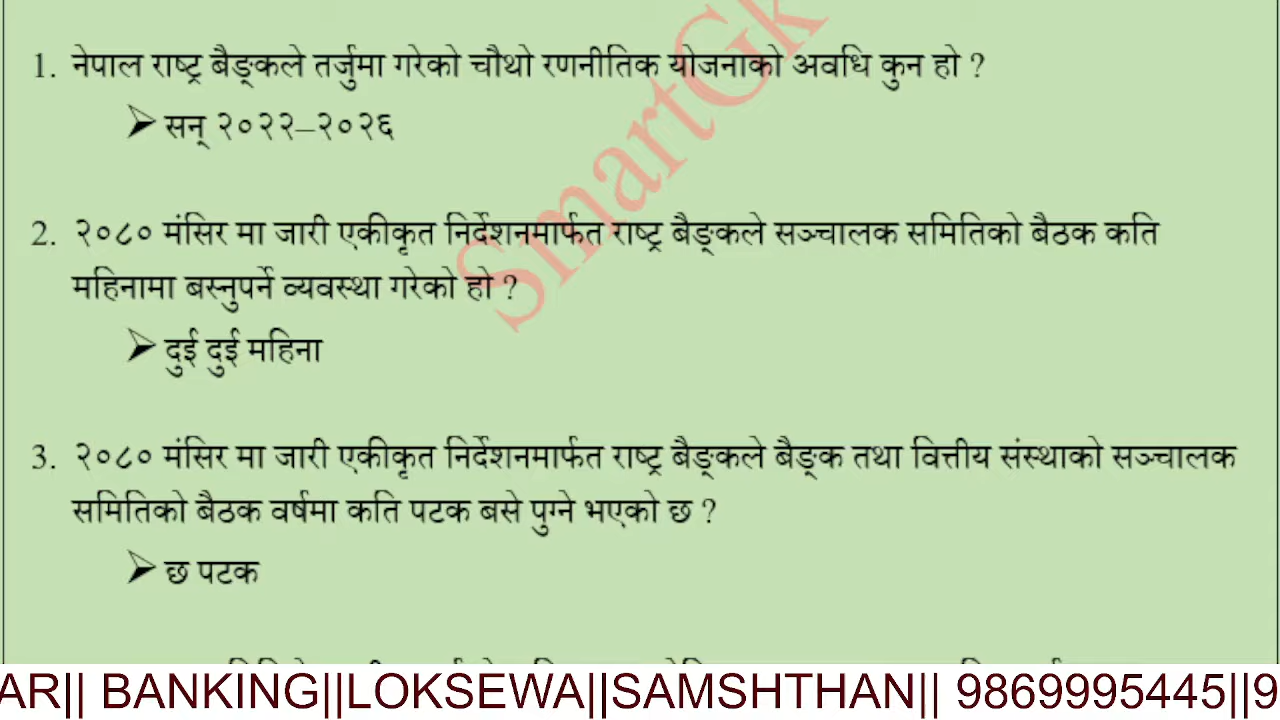 1. नेपाल राष्ट्र बैङ्कले तर्जुमा गरेको चौथो रणनीतिक योजनाको अवधि कुन हो ?
➢ सन् २०२२–२०२६
2. २०८० मंसिर मा जारी एकीकृत निर्देशनमार्फत राष्ट्र बैङ्कले सञ्चालक समितिको बैठक कति
महिनामा बस्नुपर्ने व्यवस्था गरेको हो ?
➢ दुई दुई महिना
3. २०८० मंसिर मा जारी एकीकृत निर्देशनमार्फत राष्ट्र बैङ्कले बैङ्क तथा वित्तीय संस्थाको सञ्चालक
समितिको बैठक वर्षमा कति पटक बसे पुग्ने भएको छ ?
➢ छ पटक
SmartGk
AR|| BANKING||LOKSEWA||SAMSHTHAN|| 9869995445||9